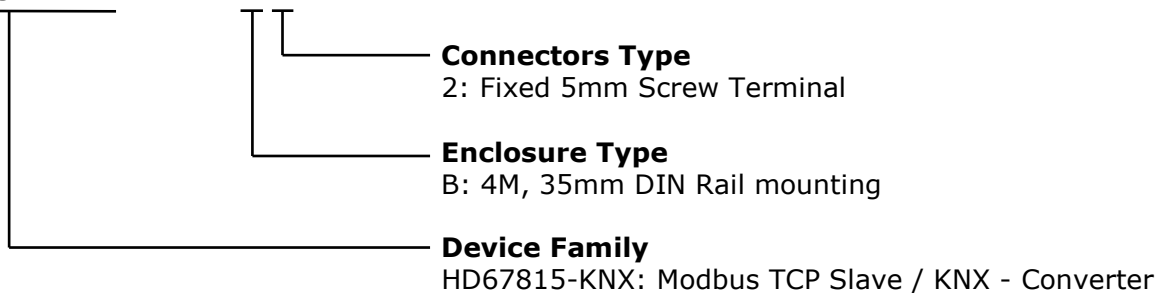 Connectors Type
2: Fixed 5mm Screw Terminal
Enclosure Type
B: 4M, 35mm DIN Rail mounting
Device Family
HD67815-KNX: Modbus TCP Slave / KNX - Converter